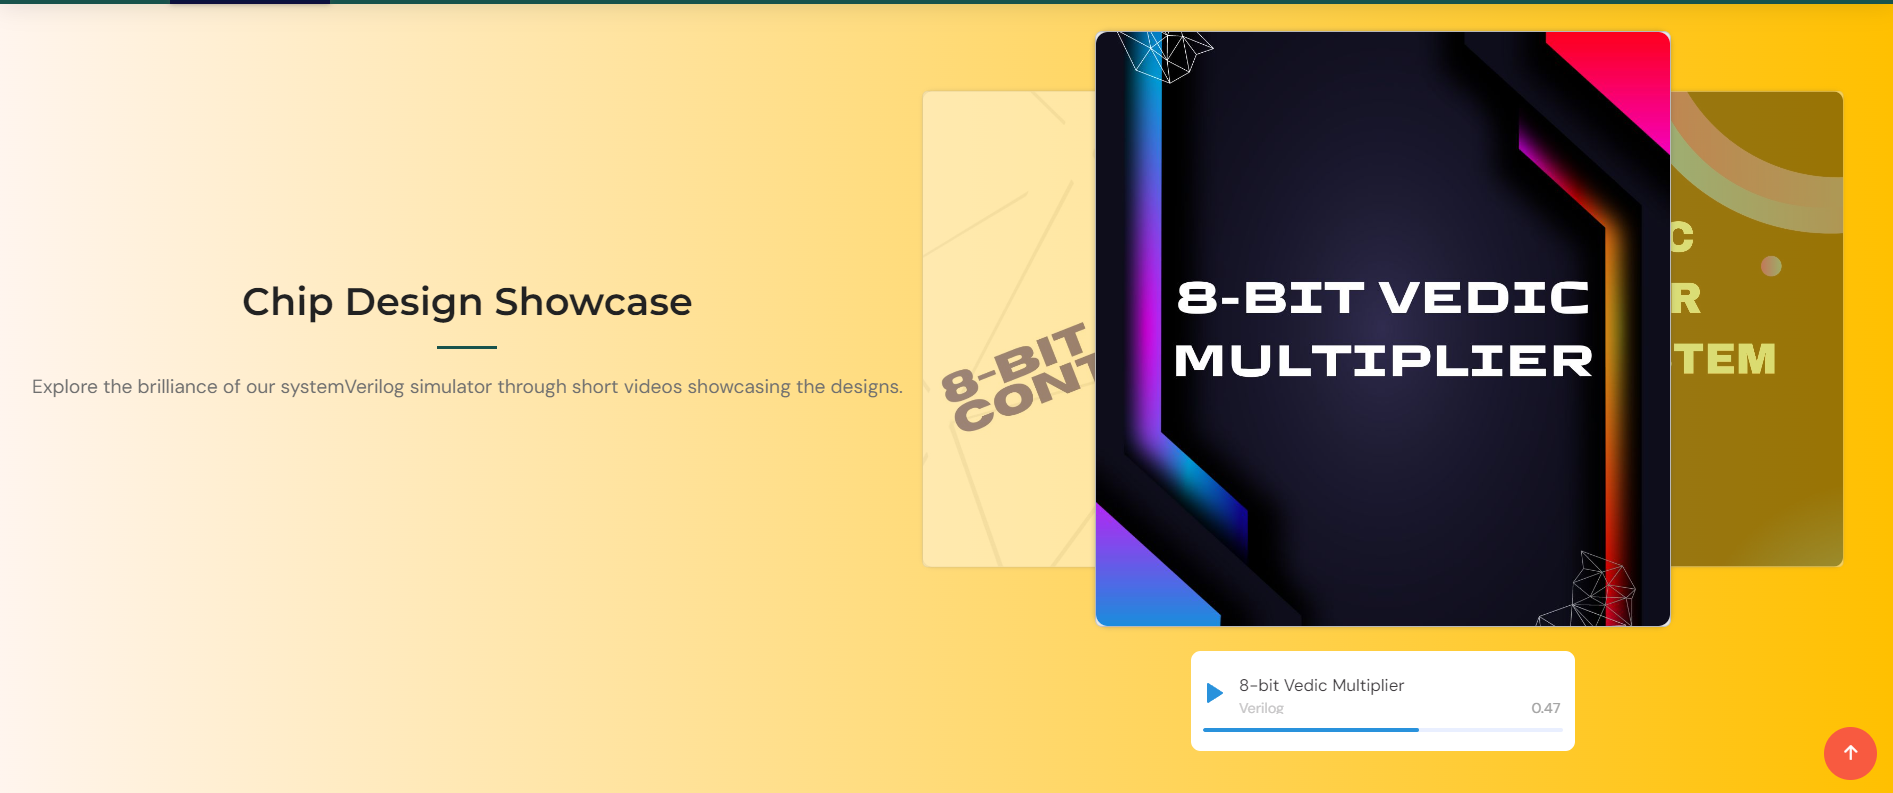 Chip Design Showcase
Explore the brilliance of our systemVerilog simulator through short videos showcasing the designs.
8-BIT
CONT
8-BIT VEDIC
MULTIPLIER
C
R
TEM
8-bit Vedic Multiplier
Verilog
0.47